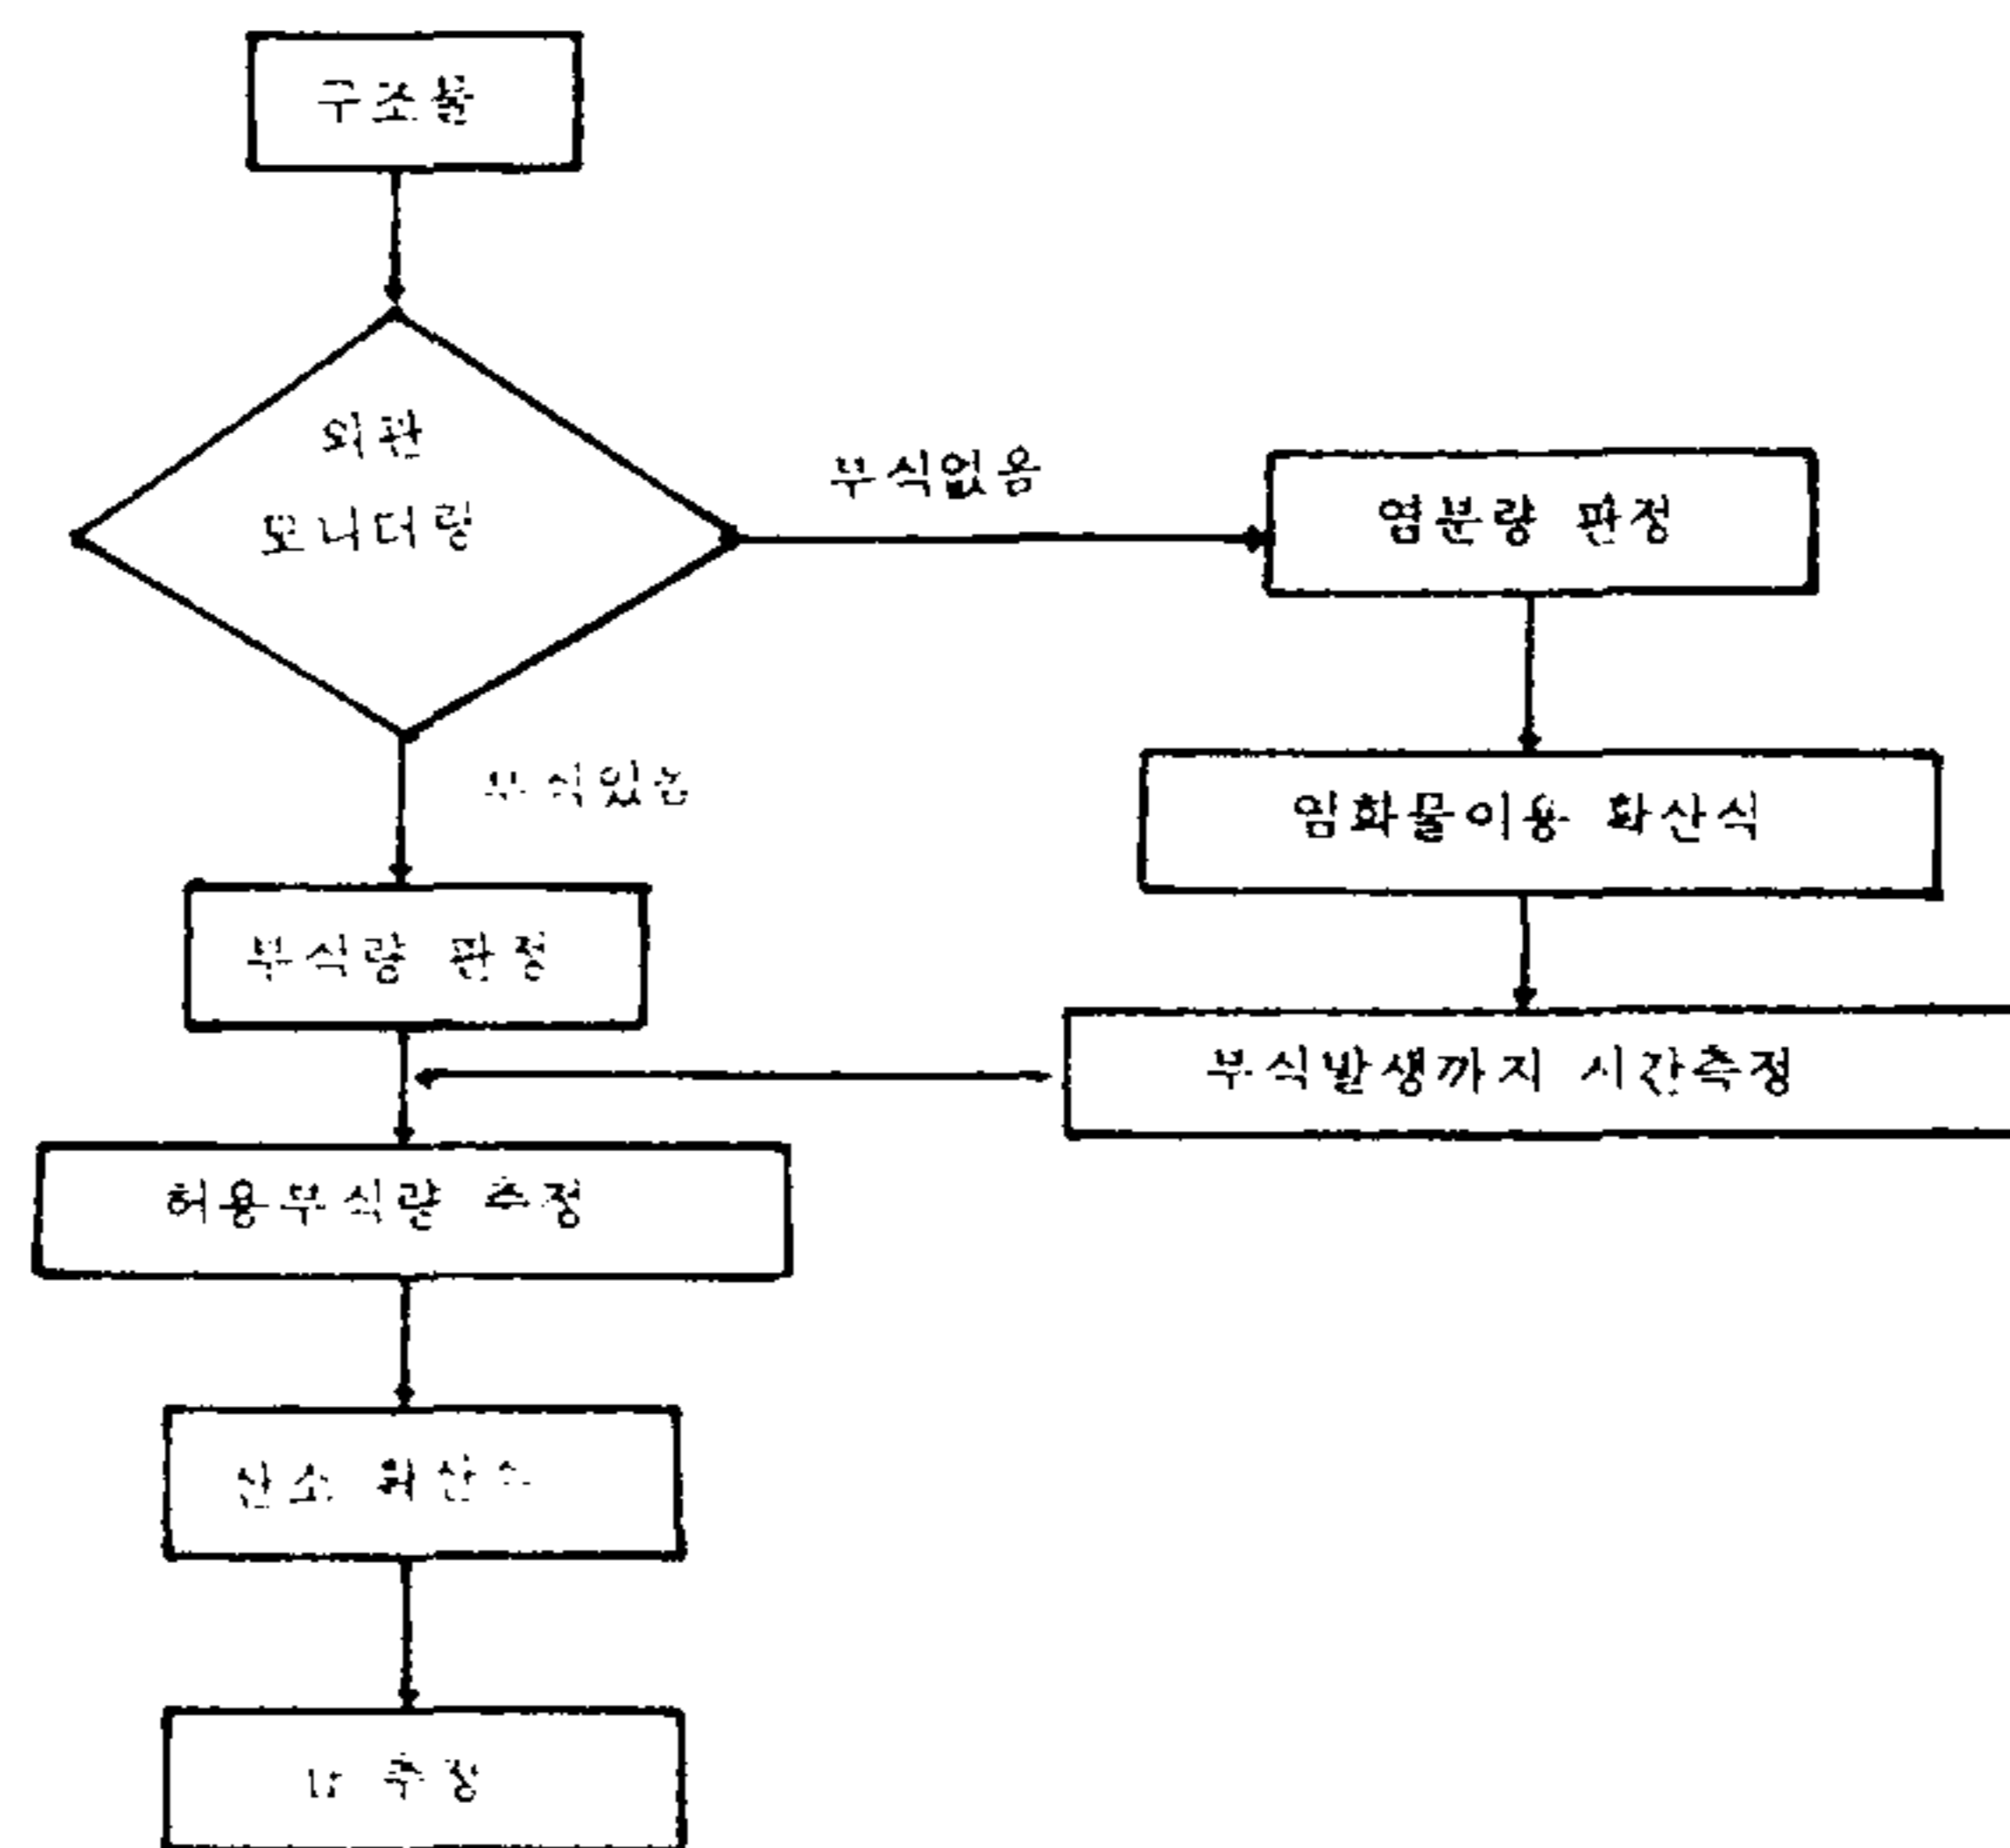 구조물
외관
모니터링
부식없음
염분량 판정
부식있음
염화물이용 확산식
부식량 판정
부식발생까지 시간측정
허용부식량 추정
산소 확산
추정